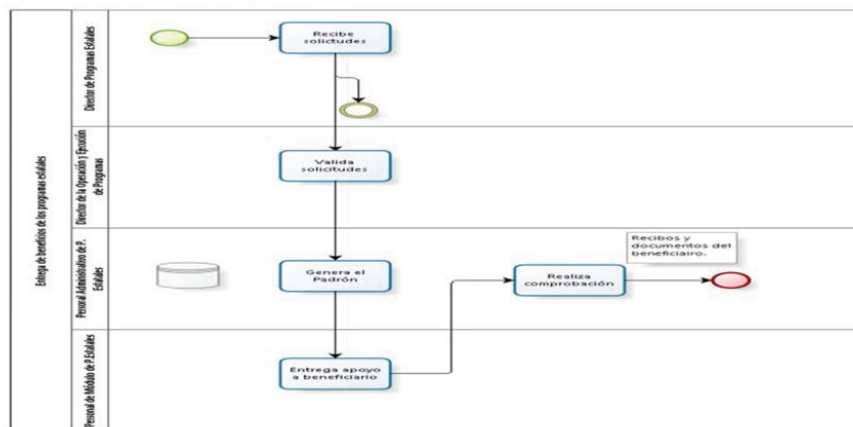 Entrega de beneficios de los programas estatales
Director de Programas Estatales
Recibe
solicitudes
Director de la Operación y Ejecución
de Programas
Valida
solicitudes
Personal Administrativo de P.
Estatales
Genera el
Padrón
Realiza
comprobación
Recibos y
documentos del
beneficiairo.
Personal de Módulo de P.Estatales
Entrega apoyo
a beneficiario